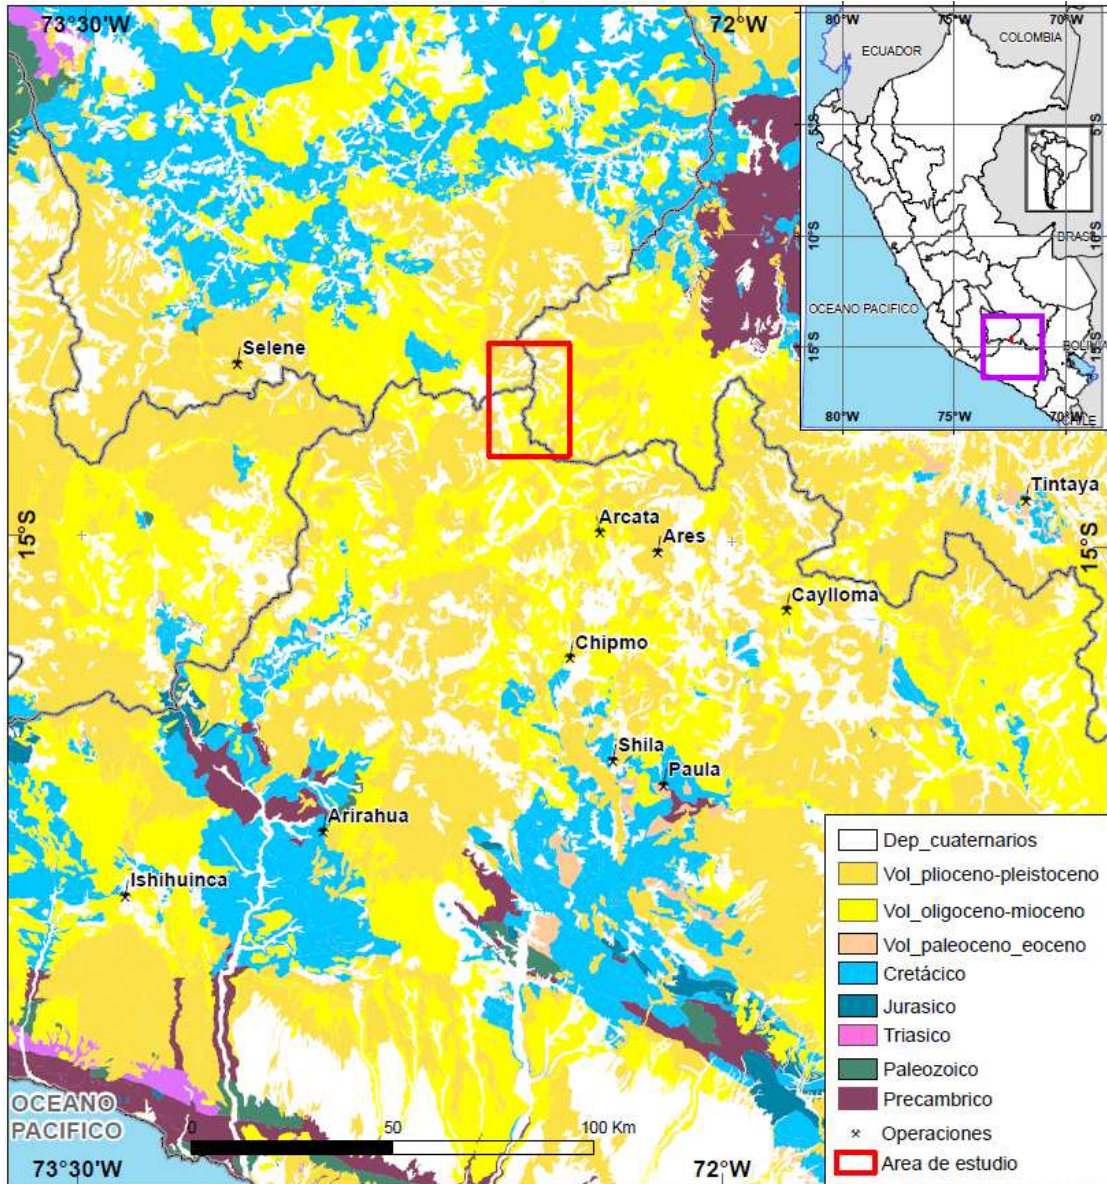 73°30'W
72°W
80°W
75°W
70°W
ECUADOR
COLOMBIA
5°S
5°S
10°S
10°S
BRAS
OCEANO PACIFICO
15°S
15°S
80°W
75°W
70°W
CHILE
Selene
Tintaya
15°S
15°S
Arcata
Ares
Caylloma
Chipmo
Shila
Paula
Arirahua
Ishihuinca
Dep_cuaternarios
Vol_plioceno-pleistoceno
Vol_oligoceno-mioceno
Vol_paleoceno_eoceno
Cretácico
Jurasico
Triasico
Paleozoico
Precambrico
Operaciones
Area de estudio
OCEANO
PACIFICO
0 50 100 Km
73°30'W
72°W